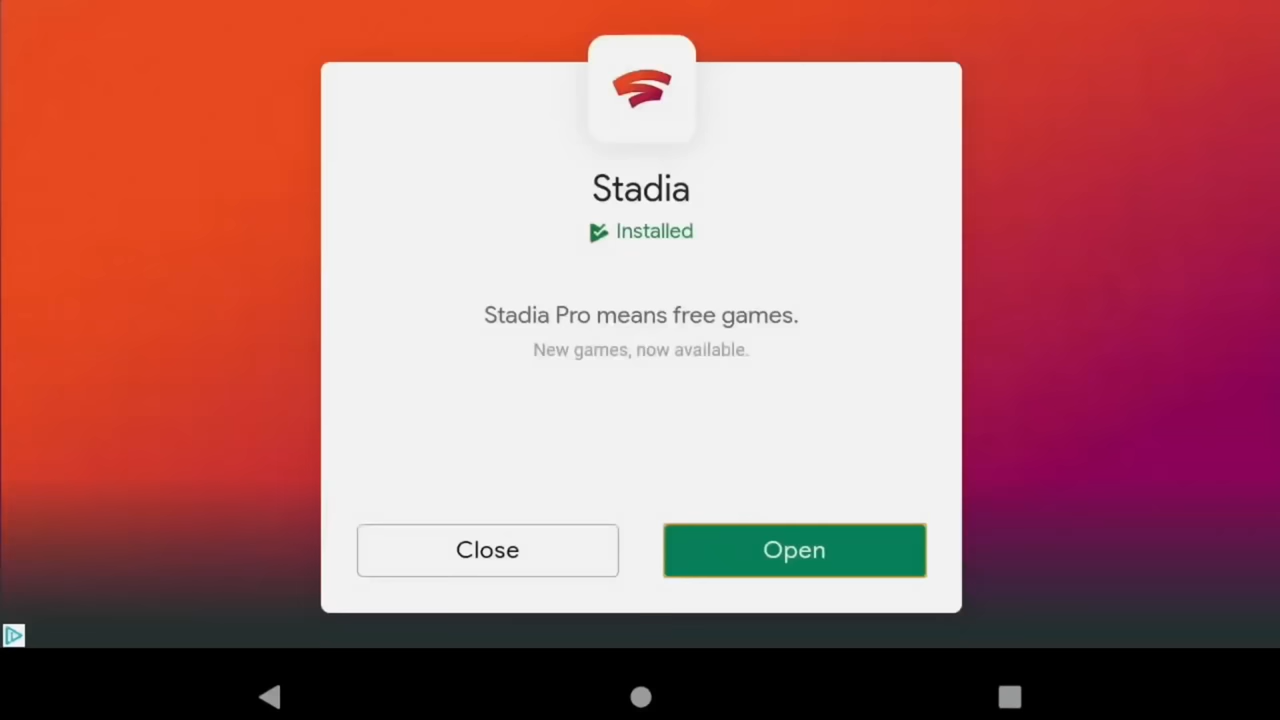 Stadia
Installed
Stadia Pro means free games.
New games, now available.
Close
Open